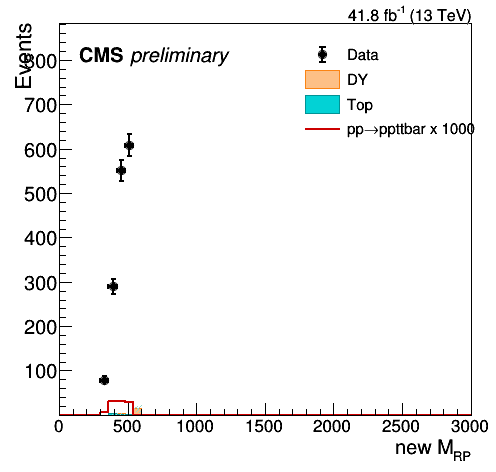 41.8 fb⁻¹ (13 TeV)
Events
CMS preliminary
Data
DY
Top
pp→ppttbar x 1000
800
700
600
500
400
300
200
100
0 500 1000 1500 2000 2500 3000
new M_RP